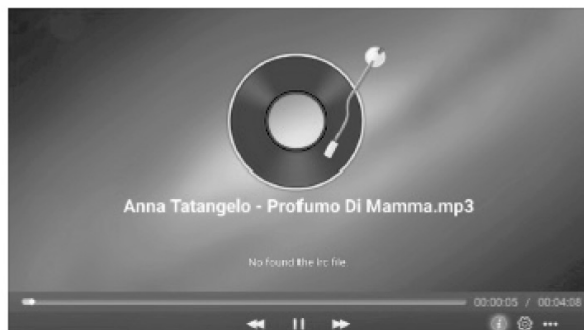 Anna Tatangelo - Profumo Di Mamma.mp3
No found the lrc file.
00:00:05 / 00:04:08